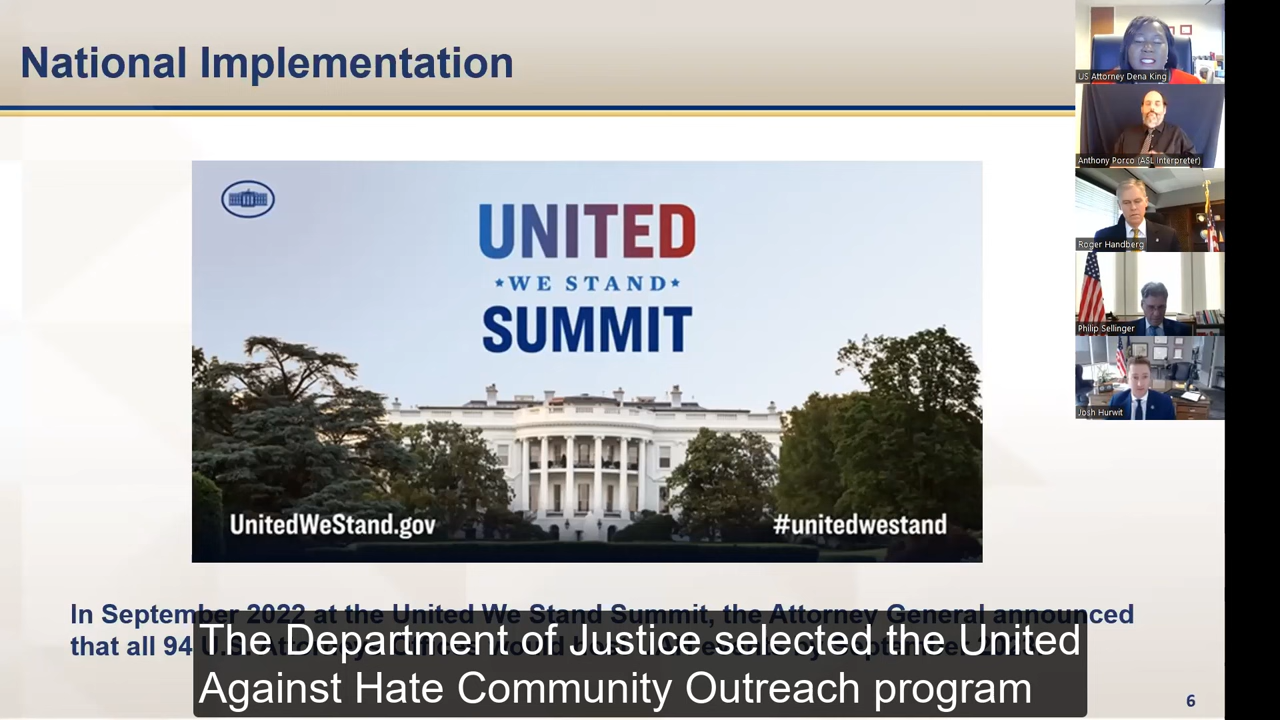 National Implementation
UNITED
WE STAND
SUMMIT
UnitedWeStand.gov
#unitedwestand
In September 2022 at the United We Stand Summit, the Attorney General announced
that all 94 U.S. Attorney
The Department of Justice selected the United
Against Hate Community Outreach program
6
US Attorney Dena King
Anthony Porco (ASL Interpreter)
Roger Handberg
Philip Sellinger
Josh Hurwit